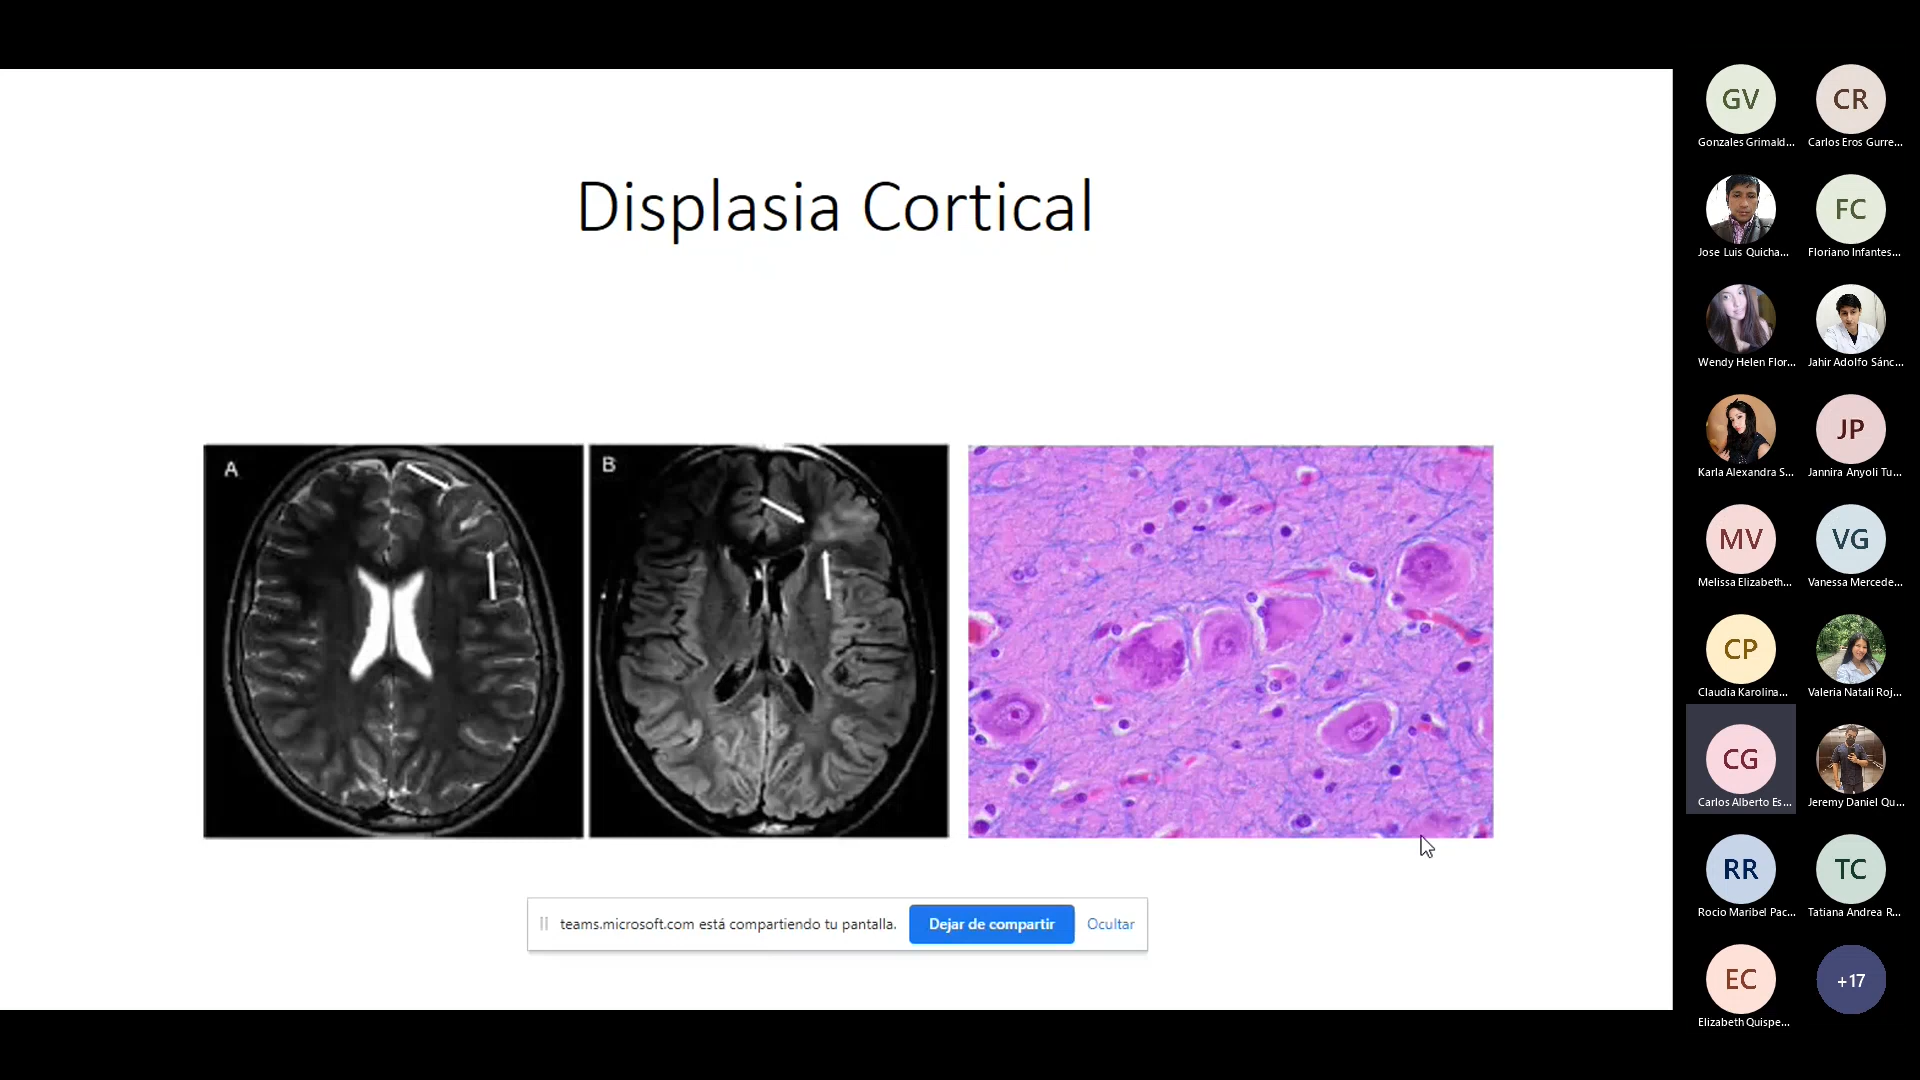 Displasia Cortical
A
B
teams.microsoft.com está compartiendo tu pantalla.
Dejar de compartir
Ocultar
GV
CR
Gonzales Grimald...
Carlos Eros Gurre...
FC
Jose Luis Quicha...
Floriano Infantes...
Wendy Helen Flor...
Jahir Adolfo Sánc...
JP
Karla Alexandra S...
Jannira Anyoli Tu...
MV
VG
Melissa Elizabeth...
Vanessa Mercede...
CP
Claudia Karolina...
Valeria Natali Roj...
CG
Carlos Alberto Es...
Jeremy Daniel Qu...
RR
TC
Rocio Maribel Pac...
Tatiana Andrea R...
EC
+17
Elizabeth Quispe...